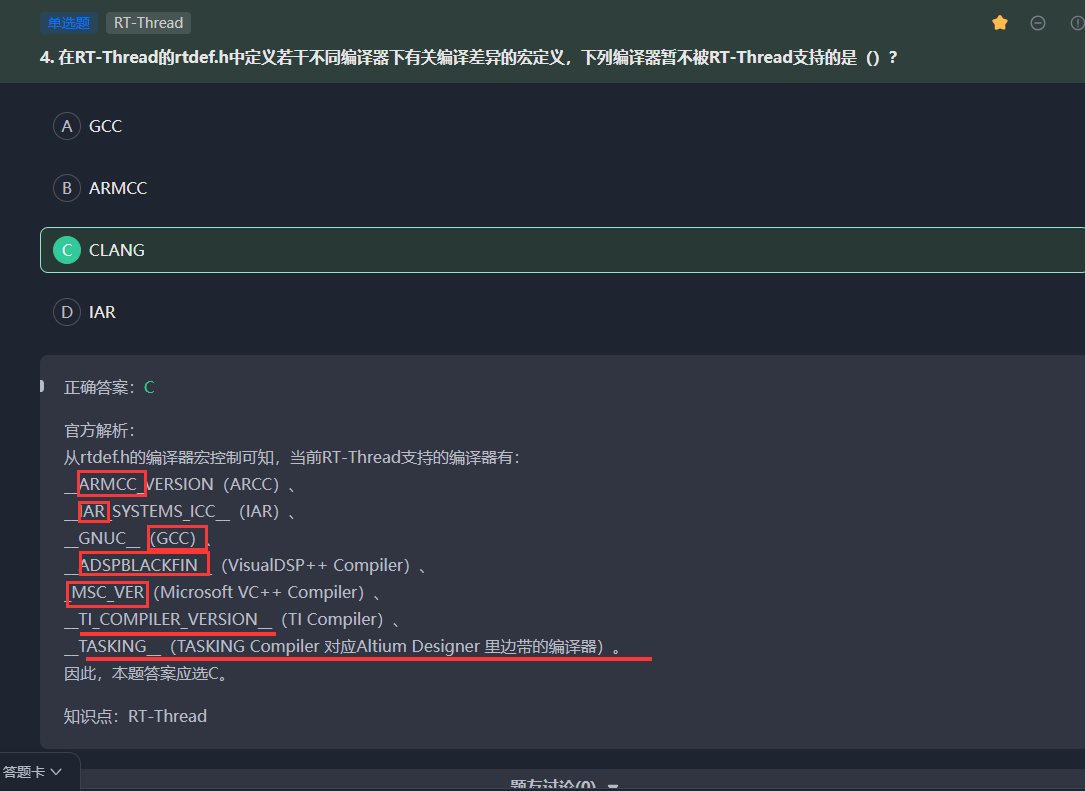 单选题 RT-Thread
4. 在RT-Thread的rtdef.h中定义若干不同编译器下有关编译差异的宏定义，下列编译器暂不被RT-Thread支持的是（）？
A GCC
B ARMCC
C CLANG
D IAR
正确答案：C
官方解析：
从rtdef.h的编译器宏控制可知，当前RT-Thread支持的编译器有：
__ARMCC_VERSION（ARCC）、
__IAR_SYSTEMS_ICC__（IAR）、
__GNUC__（GCC）、
__ADSPBLACKFIN__（VisualDSP++ Compiler）、
_MSC_VER（Microsoft VC++ Compiler）、
__TI_COMPILER_VERSION__（TI Compiler）、
__TASKING__（TASKING Compiler 对应Altium Designer 里边带的编译器）。
因此，本题答案应选C。
知识点：RT-Thread
答题卡
题友讨论(0)